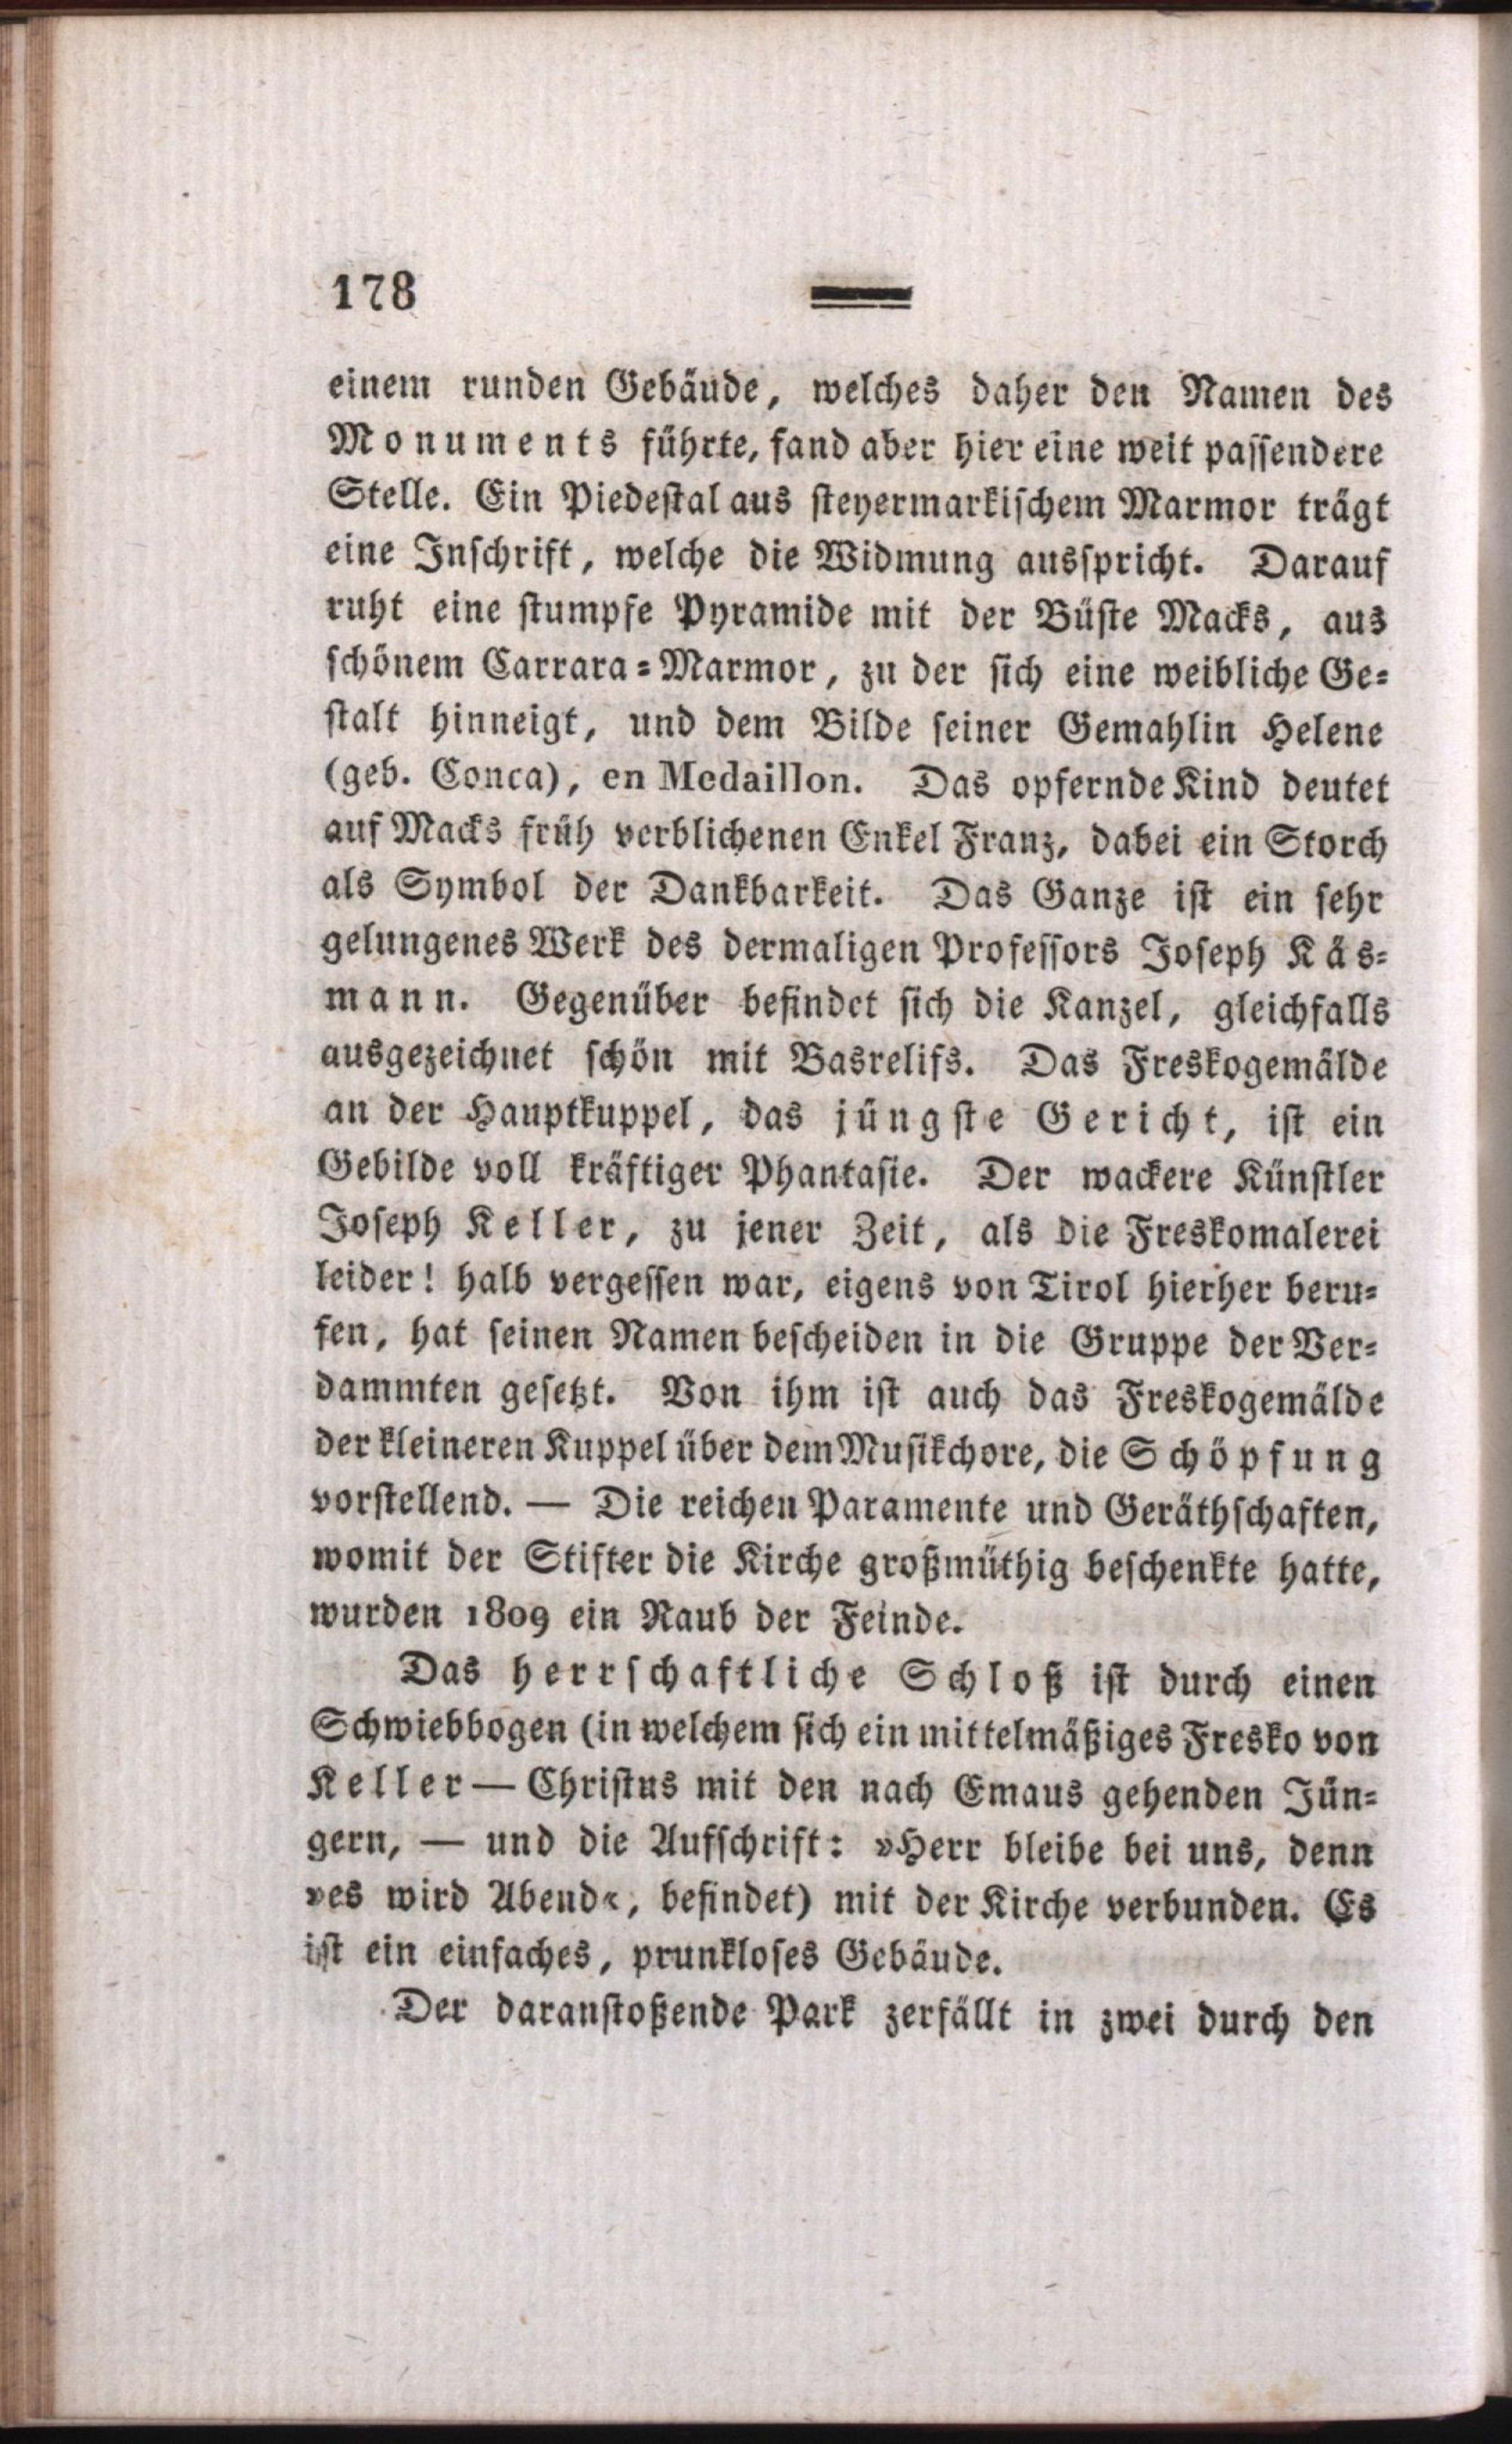 178
einem runden Gebäude, welches daher den Namen des
Monuments führte, fand aber hier eine weit passendere
Stelle. Ein Piedestal aus steyermarkischem Marmor trägt
eine Inschrift, welche die Widmung ausspricht. Darauf
ruht eine stumpfe Pyramide mit der Büste Macks, aus
schönem Carrara=Marmor, zu der sich eine weibliche Ge=
stalt hinneigt, und dem Bilde seiner Gemahlin Helene
(geb. Conca), en Medaillon. Das opfernde Kind deutet
auf Macks früh verblichenen Enkel Franz, dabei ein Storch
als Symbol der Dankbarkeit. Das Ganze ist ein sehr
gelungenes Werk des dermaligen Professors Joseph Käs=
mann. Gegenüber befindet sich die Kanzel, gleichfalls
ausgezeichnet schön mit Basrelifs. Das Freskogemälde
an der Hauptkuppel, das jüngste Gericht, ist ein
Gebilde voll kräftiger Phantasie. Der wackere Künstler
Joseph Keller, zu jener Zeit, als die Freskomalerei
leider! halb vergessen war, eigens von Tirol hierher beru=
fen, hat seinen Namen bescheiden in die Gruppe der Ver=
dammten gesetzt. Von ihm ist auch das Freskogemälde
der kleineren Kuppel über dem Musikchore, die Schöpfung
vorstellend. — Die reichen Paramente und Geräthschaften,
womit der Stifter die Kirche großmüthig beschenkte hatte,
wurden 1809 ein Raub der Feinde.
Das herrschaftliche Schloß ist durch einen
Schwiebbogen (in welchem sich ein mittelmäßiges Fresko von
Keller — Christus mit den nach Emaus gehenden Jün=
gern, — und die Aufschrift: »Herr bleibe bei uns, denn
»es wird Abend«, befindet) mit der Kirche verbunden. Es
ist ein einfaches, prunkloses Gebäude.
Der daranstoßende Park zerfällt in zwei durch den